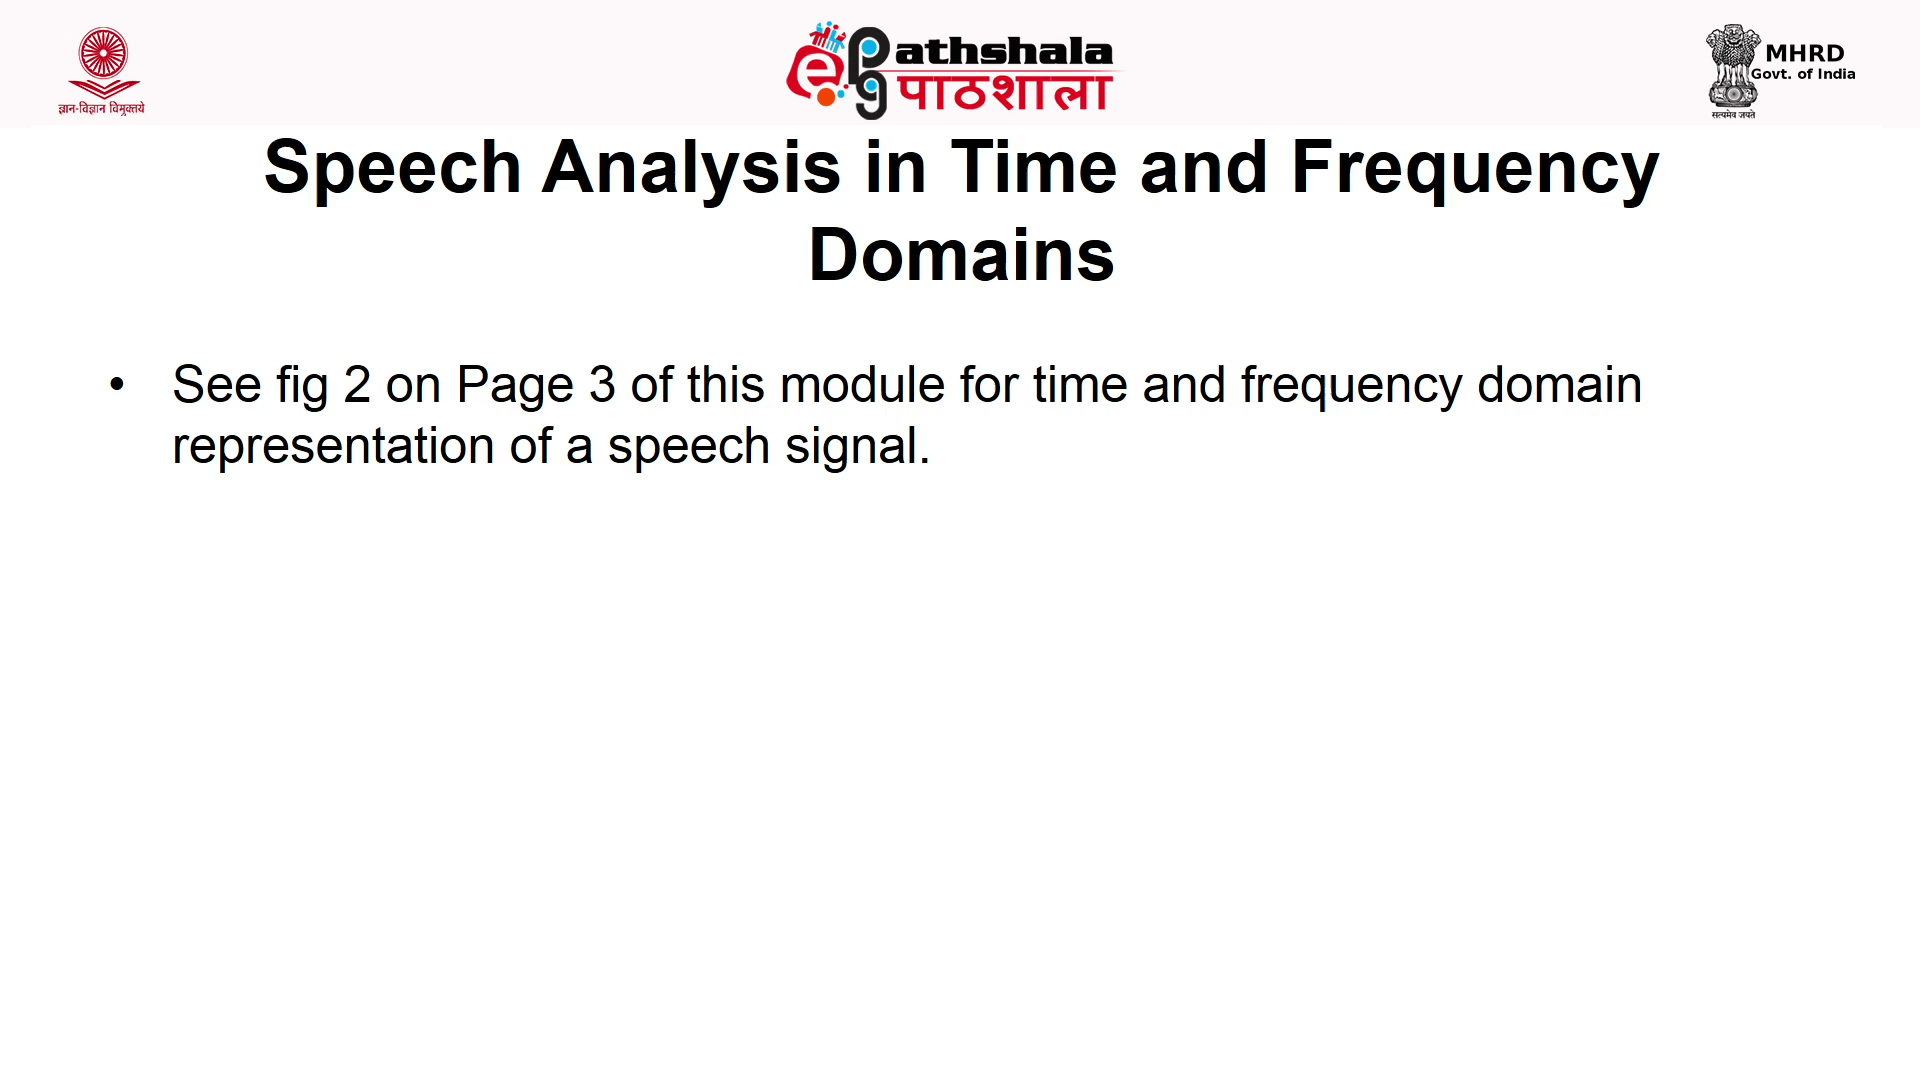 ज्ञान-विज्ञान विमुक्तये
ePG athshala
पाठशाला
MHRD
Govt. of India
सत्यमेव जयते
Speech Analysis in Time and Frequency
Domains
• See fig 2 on Page 3 of this module for time and frequency domain
representation of a speech signal.